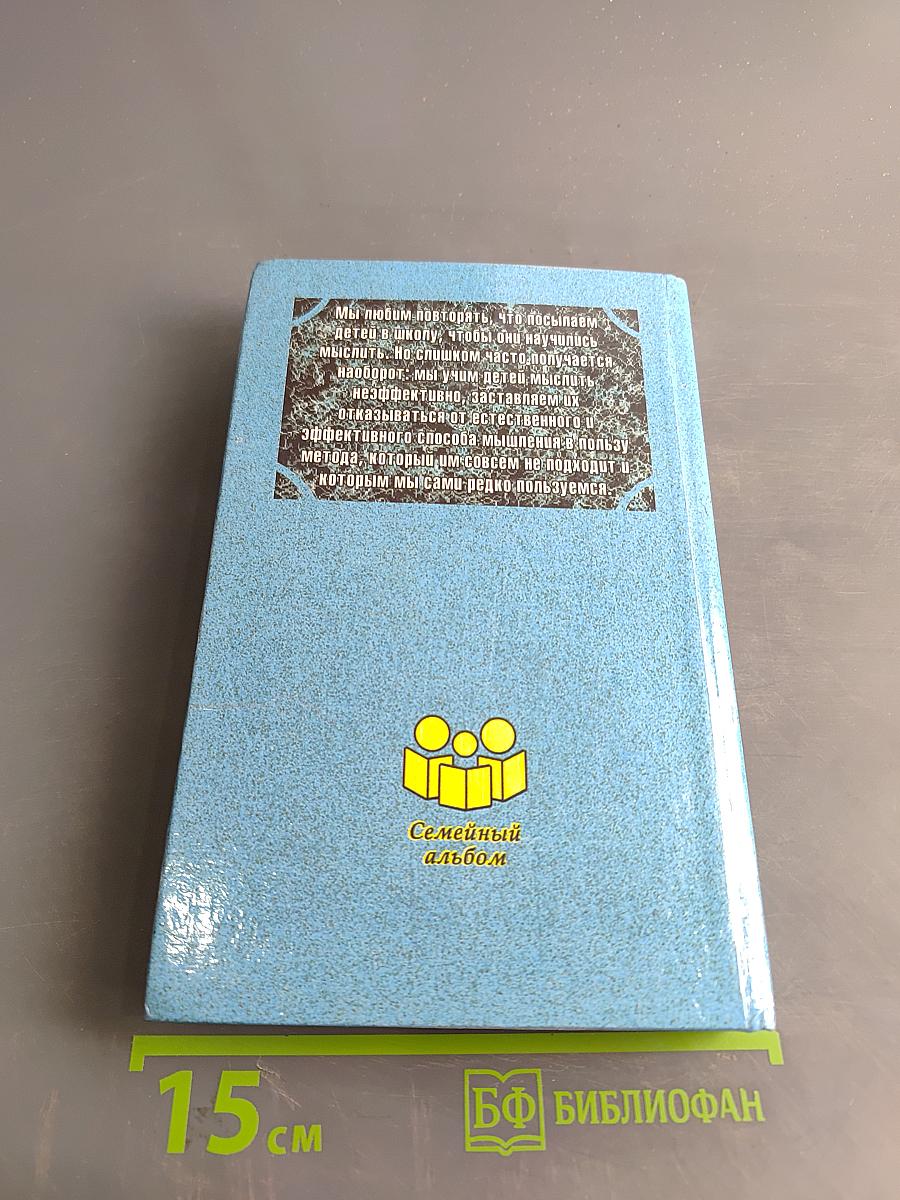 Мы любим повторять, что посылаем
детей в школу, чтобы они научились
мыслить. Но слишком часто получается
наоборот: мы учим детей мыслить
неэффективно, заставляем их
отказываться от естественного и
эффективного способа мышления в пользу
метода, который им совсем не подходит и
которым мы сами редко пользуемся.
Семейный
альбом
15 см
БФ БИБЛИОФАН